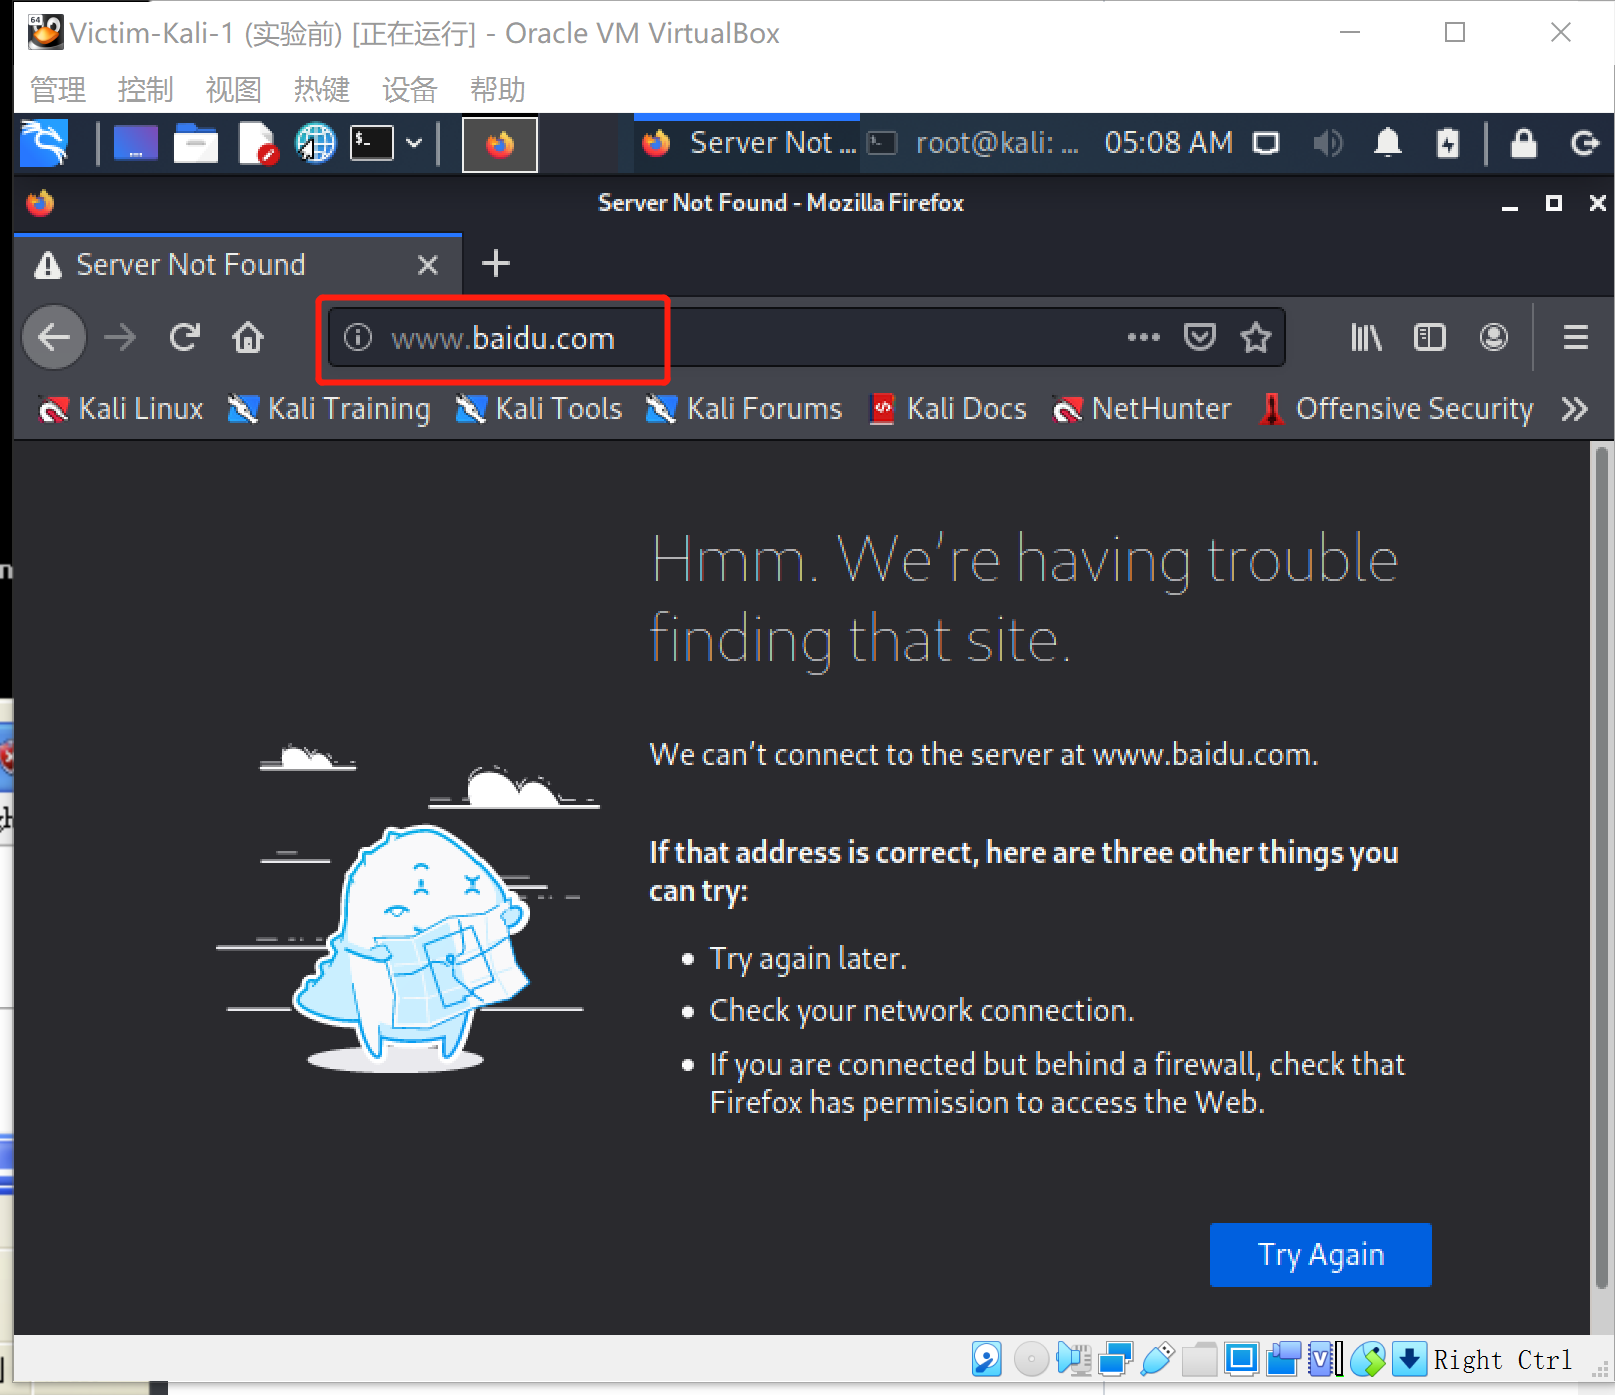 Victim-Kali-1 (实验前) [正在运行] - Oracle VM VirtualBox
管理 控制 视图 热键 设备 帮助
Server Not ... root@kali: ... 05:08 AM
Server Not Found - Mozilla Firefox
Server Not Found
www.baidu.com
Kali Linux Kali Training Kali Tools Kali Forums Kali Docs NetHunter Offensive Security
Hmm. We're having trouble
finding that site.
We can't connect to the server at www.baidu.com.
If that address is correct, here are three other things you
can try:
Try again later.
Check your network connection.
If you are connected but behind a firewall, check that
Firefox has permission to access the Web.
Try Again
Right Ctrl